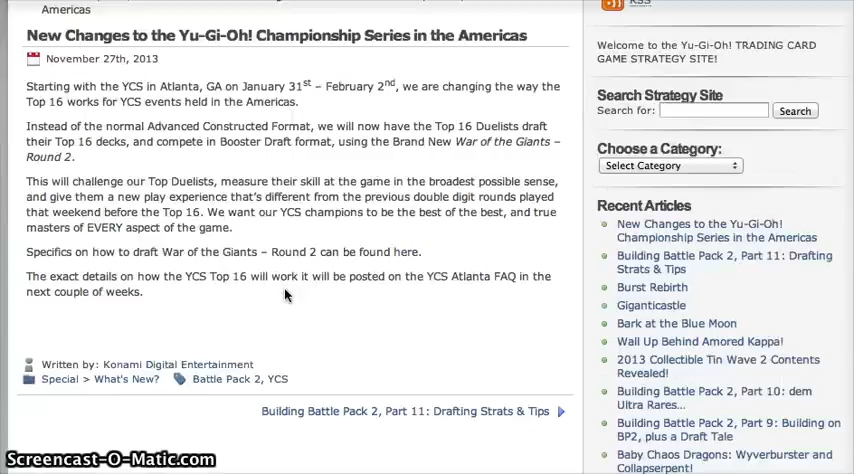 Americas
New Changes to the Yu-Gi-Oh! Championship Series in the Americas
November 27th, 2013
Starting with the YCS in Atlanta, GA on January 31st – February 2nd, we are changing the way the
Top 16 works for YCS events held in the Americas.
Instead of the normal Advanced Constructed Format, we will now have the Top 16 Duelists draft
their Top 16 decks, and compete in Booster Draft format, using the Brand New War of the Giants –
Round 2.
This will challenge our Top Duelists, measure their skill at the game in the broadest possible sense,
and give them a new play experience that's different from the previous double digit rounds played
that weekend before the Top 16. We want our YCS champions to be the best of the best, and true
masters of EVERY aspect of the game.
Specifics on how to draft War of the Giants – Round 2 can be found here.
The exact details on how the YCS Top 16 will work it will be posted on the YCS Atlanta FAQ in the
next couple of weeks.
Written by: Konami Digital Entertainment
Special > What's New? Battle Pack 2, YCS
Building Battle Pack 2, Part 11: Drafting Strats & Tips
RSS
Welcome to the Yu-Gi-Oh! TRADING CARD
GAME STRATEGY SITE!
Search Strategy Site
Search for: Search
Choose a Category:
Select Category
Recent Articles
New Changes to the Yu-Gi-Oh!
Championship Series in the Americas
Building Battle Pack 2, Part 11: Drafting
Strats & Tips
Burst Rebirth
Giganticastle
Bark at the Blue Moon
Wall Up Behind Amored Kappa!
2013 Collectible Tin Wave 2 Contents
Revealed!
Building Battle Pack 2, Part 10: dem
Ultra Rares...
Building Battle Pack 2, Part 9: Building on
BP2, plus a Draft Tale
Baby Chaos Dragons: Wyverburster and
Collapserpent!
Screencast-O-Matic.com